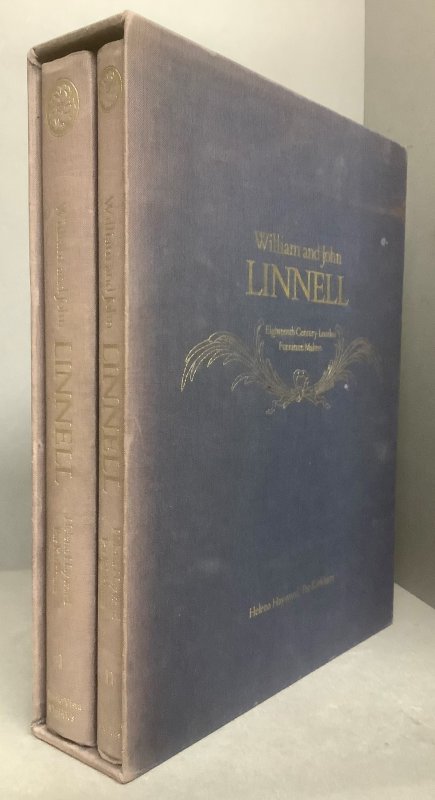 William and John
LINNELL
Eighteenth Century London
Furniture Makers
Helena Hayward, Pat Kirkham
William and John
LINNELL
I
William and John
LINNELL
II